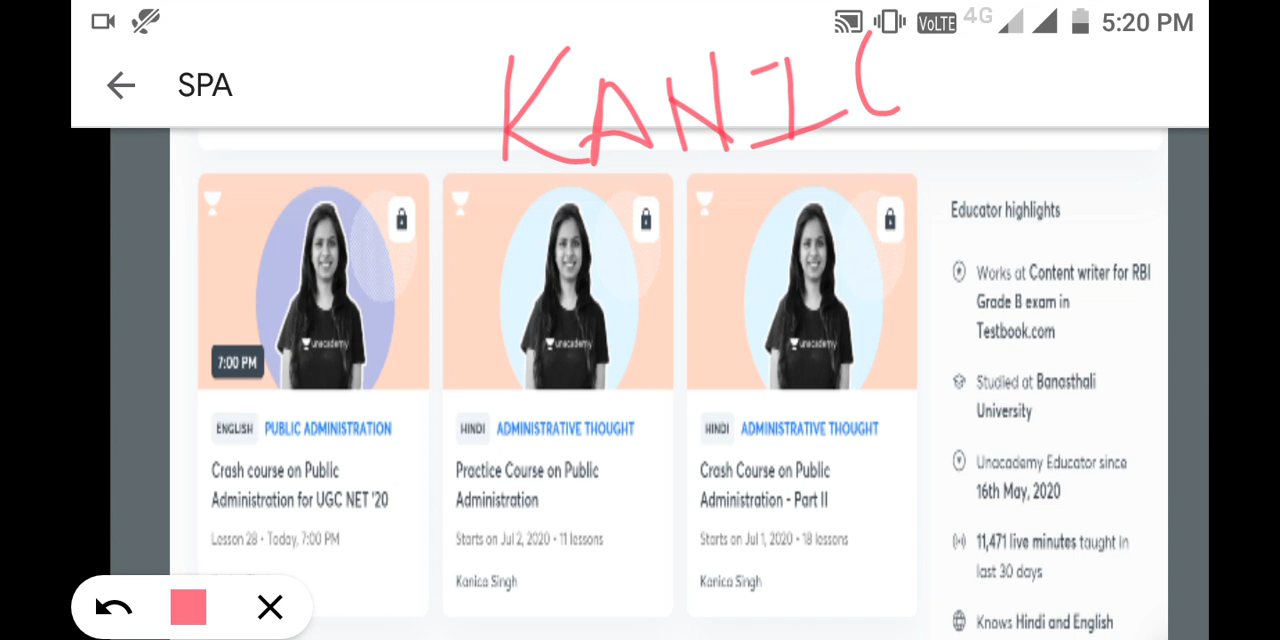 VoLTE 4G 5:20 PM
SPA
KANIC
unacademy
7:00 PM
ENGLISH PUBLIC ADMINISTRATION
Crash course on Public
Administration for UGC NET '20
Lesson 28 • Today, 7:00 PM
unacademy
HINDI ADMINISTRATIVE THOUGHT
Practice Course on Public
Administration
Starts on Jul 2, 2020 • 11 lessons
Kanica Singh
unacademy
HINDI ADMINISTRATIVE THOUGHT
Crash Course on Public
Administration - Part II
Starts on Jul 1, 2020 • 18 lessons
Kanica Singh
Educator highlights
Works at Content writer for RBI
Grade B exam in
Testbook.com
Studied at Banasthali
University
Unacademy Educator since
16th May, 2020
11,471 live minutes taught in
last 30 days
Knows Hindi and English